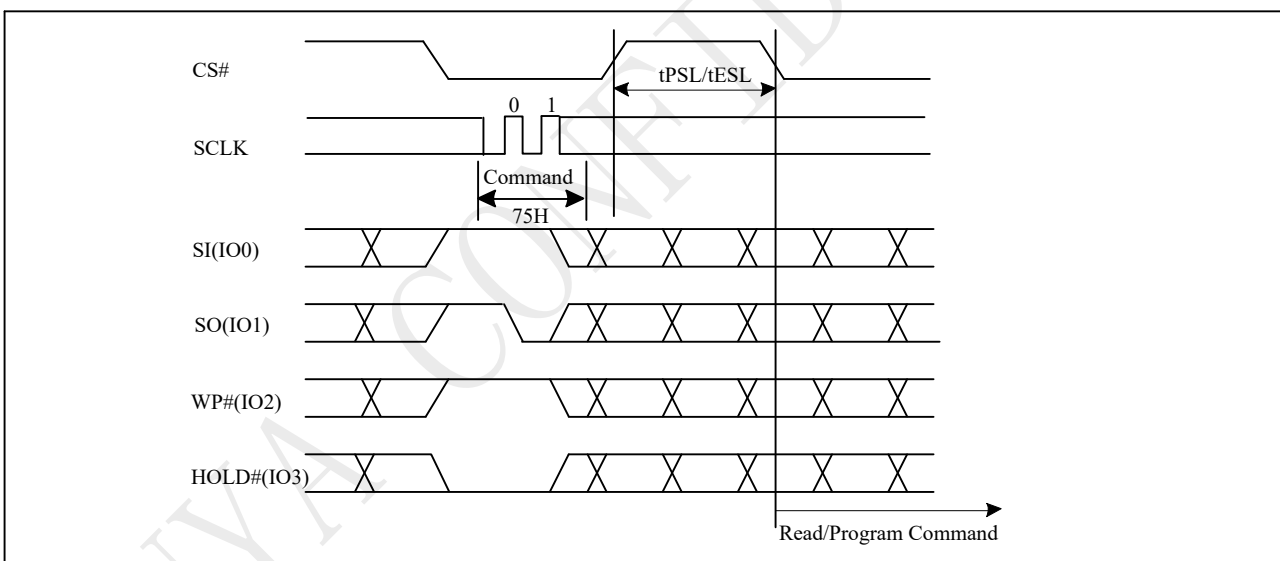 CS#
tPSL/tESL
0 1
SCLK
Command
75H
SI(IO0)
SO(IO1)
WP#(IO2)
HOLD#(IO3)
Read/Program Command